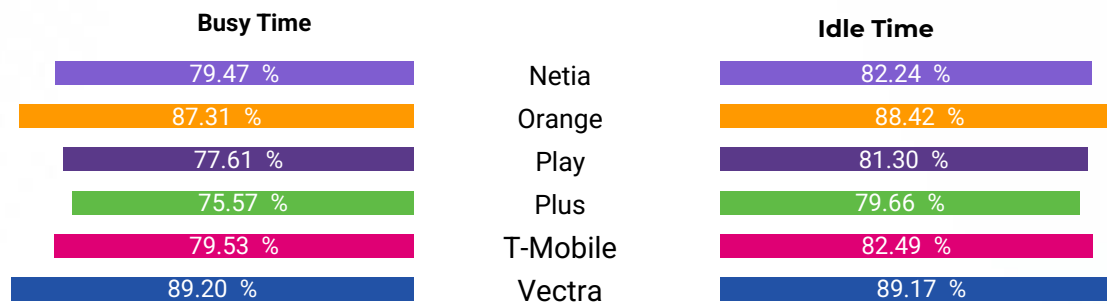 Busy Time Idle Time
79.47 % Netia 82.24 %
87.31 % Orange 88.42 %
77.61 % Play 81.30 %
75.57 % Plus 79.66 %
79.53 % T-Mobile 82.49 %
89.20 % Vectra 89.17 %